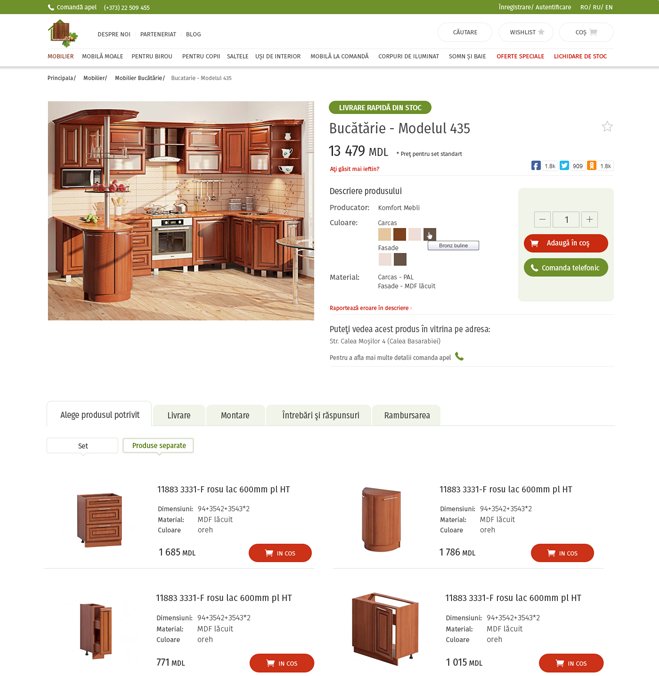 Comandă apel (+373) 22 509 455 Înregistrare/ Autentificare RO/ RU/ EN
DESPRE NOI PARTENERIAT BLOG CĂUTARE WISHLIST COȘ
MOBILIER MOBILĂ MOALE PENTRU BIROU PENTRU COPII SALTELE UȘI DE INTERIOR MOBILĂ LA COMANDĂ CORPURI DE ILUMINAT SOMN ȘI BAIE OFERTE SPECIALE LICHIDARE DE STOC
Principala/ Mobilier/ Mobilier Bucătărie/ Bucatarie - Modelul 435
LIVRARE RAPIDĂ DIN STOC
Bucătărie - Modelul 435
13 479 MDL * Preț pentru set standart
Ați găsit mai ieftin?
1.8k 909 1.8k
Descriere produsului
Producator: Komfort Mebli
Culoare: Carcas
Bronz buline
Fasade
Material: Carcas - PAL
Fasade - MDF lăcuit
1
Adaugă în coș
Comanda telefonic
Raportează eroare în descriere ›
Puteți vedea acest produs în vitrina pe adresa:
Str. Calea Moșilor 4 (Calea Basarabiei)
Pentru a afla mai multe detalii comanda apel
Alege produsul potrivit Livrare Montare Întrebări și răspunsuri Rambursarea
Set Produse separate
11883 3331-F rosu lac 600mm pl HT
Dimensiuni: 94+3542+3543*2
Material: MDF lăcuit
Culoare oreh
1 685 MDL IN COS
11883 3331-F rosu lac 600mm pl HT
Dimensiuni: 94+3542+3543*2
Material: MDF lăcuit
Culoare oreh
1 786 MDL IN COS
11883 3331-F rosu lac 600mm pl HT
Dimensiuni: 94+3542+3543*2
Material: MDF lăcuit
Culoare oreh
771 MDL IN COS
11883 3331-F rosu lac 600mm pl HT
Dimensiuni: 94+3542+3543*2
Material: MDF lăcuit
Culoare oreh
1 015 MDL IN COS